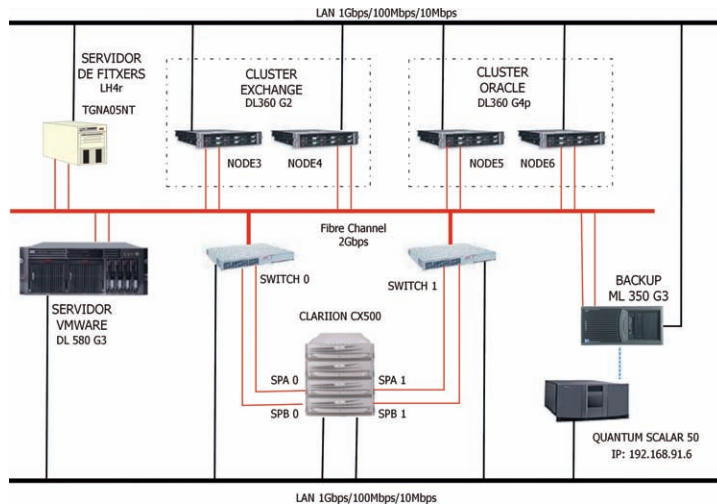 LAN 1Gbps/100Mbps/10Mbps
SERVIDOR
DE FITXERS
LH4r
TGNA05NT
CLUSTER
EXCHANGE
DL360 G2
NODE3
NODE4
CLUSTER
ORACLE
DL360 G4p
NODE5
NODE6
Fibre Channel
2Gbps
SERVIDOR
VMWARE
DL 580 G3
SWITCH 0
SWITCH 1
BACKUP
ML 350 G3
CLARIION CX500
SPA 0
SPA 1
SPB 0
SPB 1
QUANTUM SCALAR 50
IP: 192.168.91.6
LAN 1Gbps/100Mbps/10Mbps